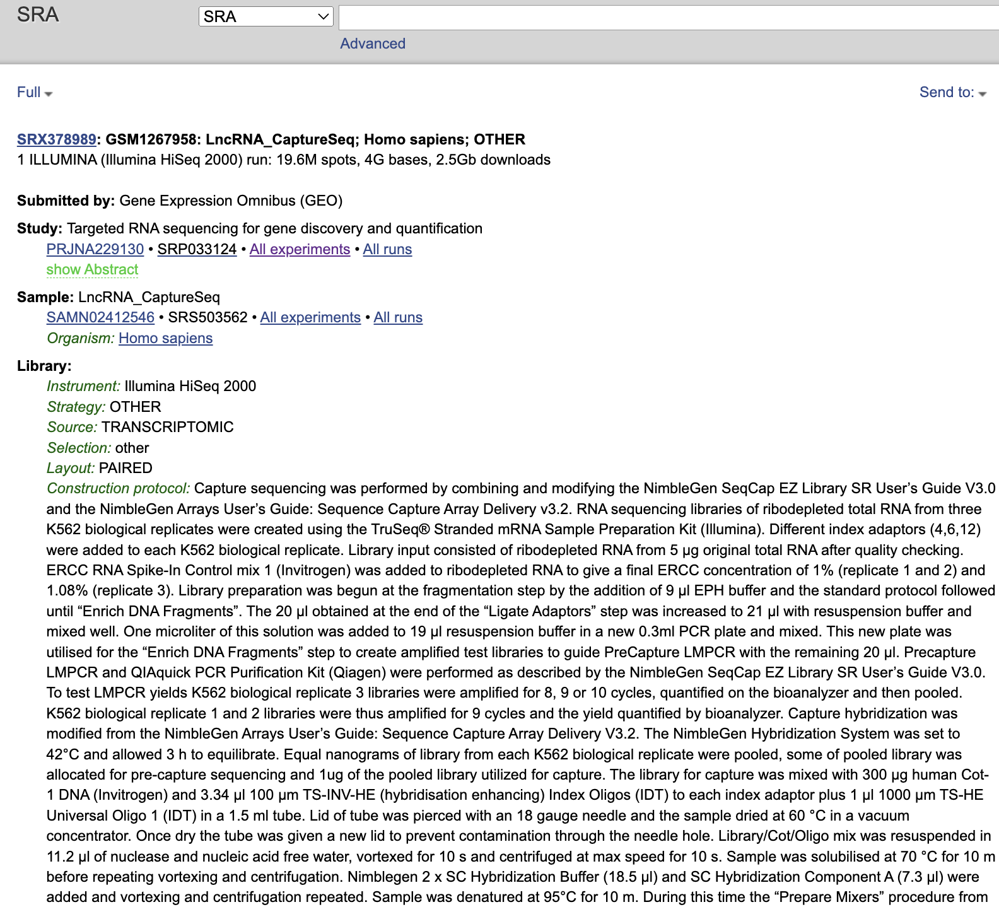 SRA
SRA
Advanced
Full
Send to:
SRX378989: GSM1267958: LncRNA_CaptureSeq; Homo sapiens; OTHER
1 ILLUMINA (Illumina HiSeq 2000) run: 19.6M spots, 4G bases, 2.5Gb downloads
Submitted by: Gene Expression Omnibus (GEO)
Study: Targeted RNA sequencing for gene discovery and quantification
PRJNA229130 • SRP033124 • All experiments • All runs
show Abstract
Sample: LncRNA_CaptureSeq
SAMN02412546 • SRS503562 • All experiments • All runs
Organism: Homo sapiens
Library:
Instrument: Illumina HiSeq 2000
Strategy: OTHER
Source: TRANSCRIPTOMIC
Selection: other
Layout: PAIRED
Construction protocol: Capture sequencing was performed by combining and modifying the NimbleGen SeqCap EZ Library SR User’s Guide V3.0
and the NimbleGen Arrays User’s Guide: Sequence Capture Array Delivery v3.2. RNA sequencing libraries of ribodepleted total RNA from three
K562 biological replicates were created using the TruSeq® Stranded mRNA Sample Preparation Kit (Illumina). Different index adaptors (4,6,12)
were added to each K562 biological replicate. Library input consisted of ribodepleted RNA from 5 µg original total RNA after quality checking.
ERCC RNA Spike-In Control mix 1 (Invitrogen) was added to ribodepleted RNA to give a final ERCC concentration of 1% (replicate 1 and 2) and
1.08% (replicate 3). Library preparation was begun at the fragmentation step by the addition of 9 µl EPH buffer and the standard protocol followed
until “Enrich DNA Fragments”. The 20 µl obtained at the end of the “Ligate Adaptors” step was increased to 21 µl with resuspension buffer and
mixed well. One microliter of this solution was added to 19 µl resuspension buffer in a new 0.3ml PCR plate and mixed. This new plate was
utilised for the “Enrich DNA Fragments” step to create amplified test libraries to guide PreCapture LMPCR with the remaining 20 µl. Precapture
LMPCR and QIAquick PCR Purification Kit (Qiagen) were performed as described by the NimbleGen SeqCap EZ Library SR User’s Guide V3.0.
To test LMPCR yields K562 biological replicate 3 libraries were amplified for 8, 9 or 10 cycles, quantified on the bioanalyzer and then pooled.
K562 biological replicate 1 and 2 libraries were thus amplified for 9 cycles and the yield quantified by bioanalyzer. Capture hybridization was
modified from the NimbleGen Arrays User’s Guide: Sequence Capture Array Delivery V3.2. The NimbleGen Hybridization System was set to
42°C and allowed 3 h to equilibrate. Equal nanograms of library from each K562 biological replicate were pooled, some of pooled library was
allocated for pre-capture sequencing and 1ug of the pooled library utilized for capture. The library for capture was mixed with 300 µg human Cot-
1 DNA (Invitrogen) and 3.34 µl 100 µm TS-INV-HE (hybridisation enhancing) Index Oligos (IDT) to each index adaptor plus 1 µl 1000 µm TS-HE
Universal Oligo 1 (IDT) in a 1.5 ml tube. Lid of tube was pierced with an 18 gauge needle and the sample dried at 60 °C in a vacuum
concentrator. Once dry the tube was given a new lid to prevent contamination through the needle hole. Library/Cot/Oligo mix was resuspended in
11.2 µl of nuclease and nucleic acid free water, vortexed for 10 s and centrifuged at max speed for 10 s. Sample was solubilised at 70 °C for 10 m
before repeating vortexing and centrifugation. Nimblegen 2 x SC Hybridization Buffer (18.5 µl) and SC Hybridization Component A (7.3 µl) were
added and vortexing and centrifugation repeated. Sample was denatured at 95°C for 10 m. During this time the “Prepare Mixers” procedure from